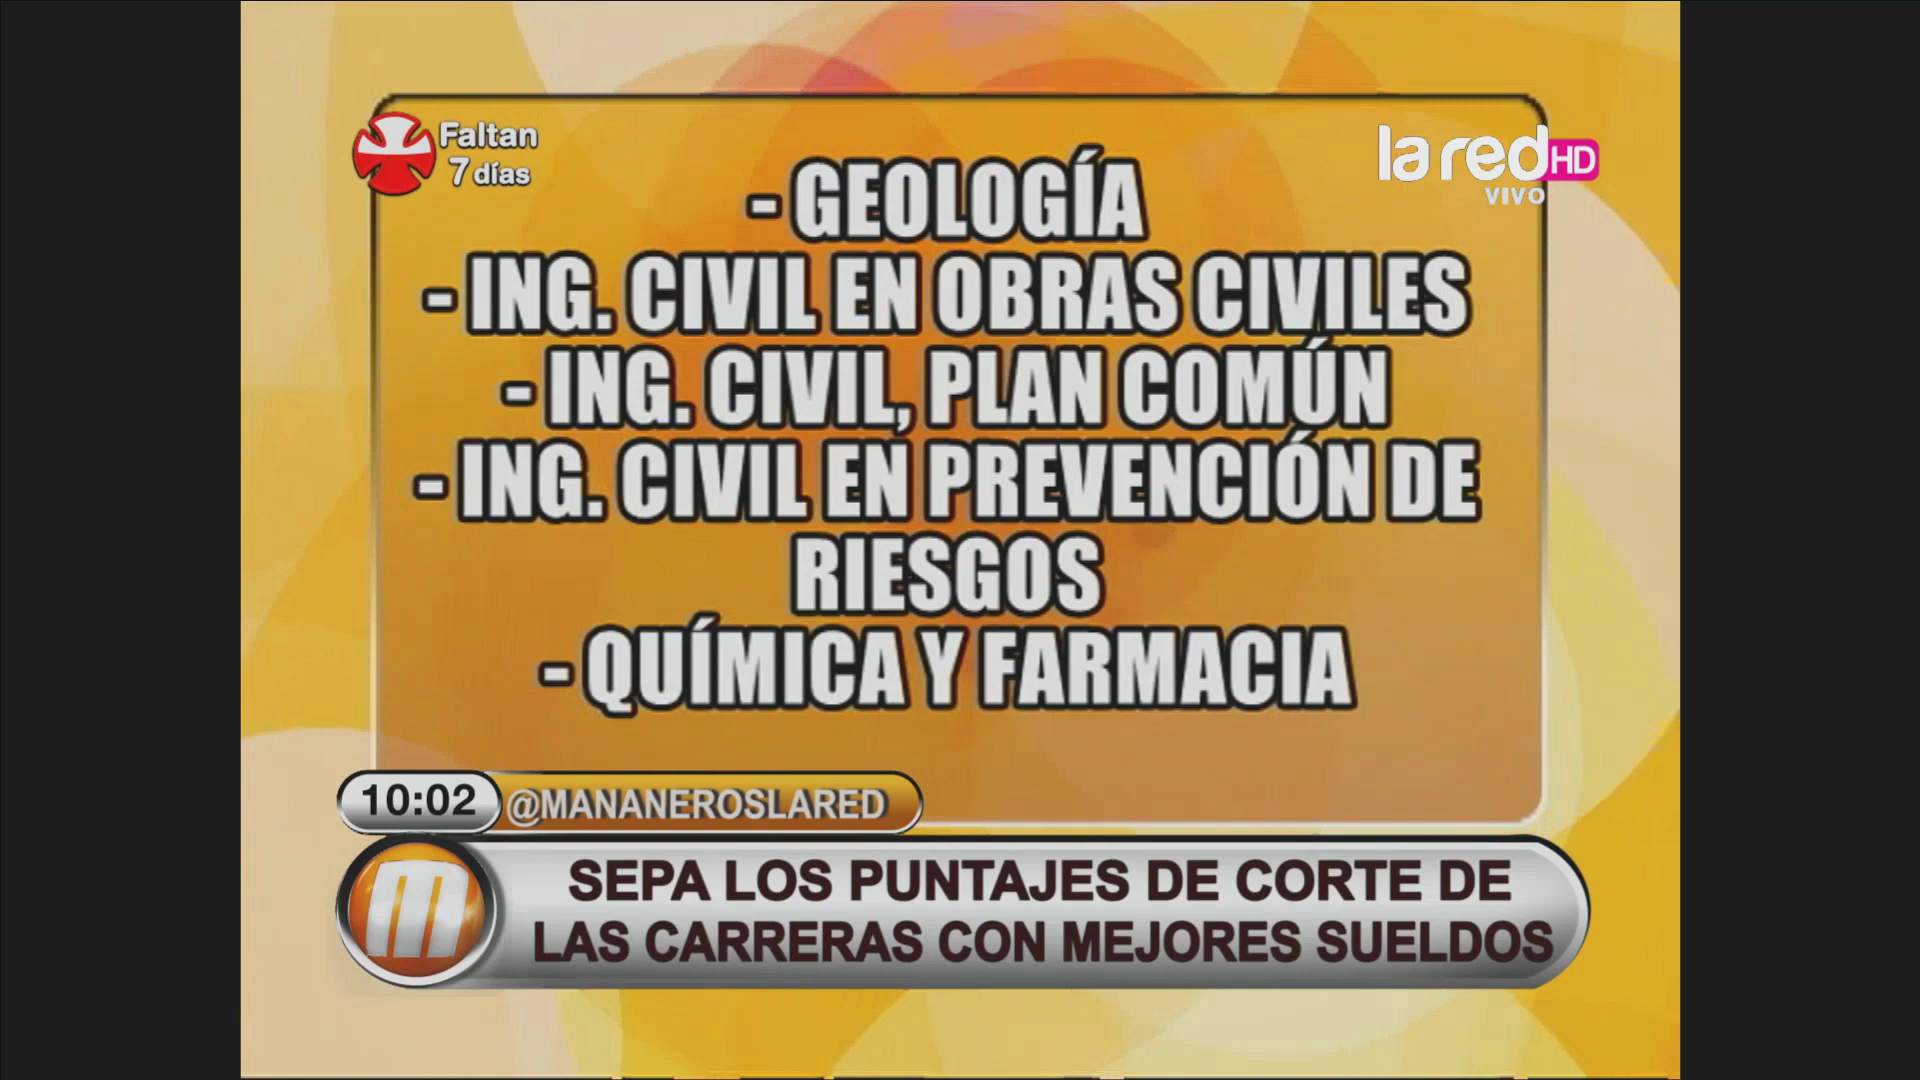 Faltan
7 días
la red HD
VIVO
- GEOLOGÍA
- ING. CIVIL EN OBRAS CIVILES
- ING. CIVIL, PLAN COMÚN
- ING. CIVIL EN PREVENCIÓN DE
RIESGOS
- QUÍMICA Y FARMACIA
10:02 @MANANEROSLARED
M
SEPA LOS PUNTAJES DE CORTE DE
LAS CARRERAS CON MEJORES SUELDOS